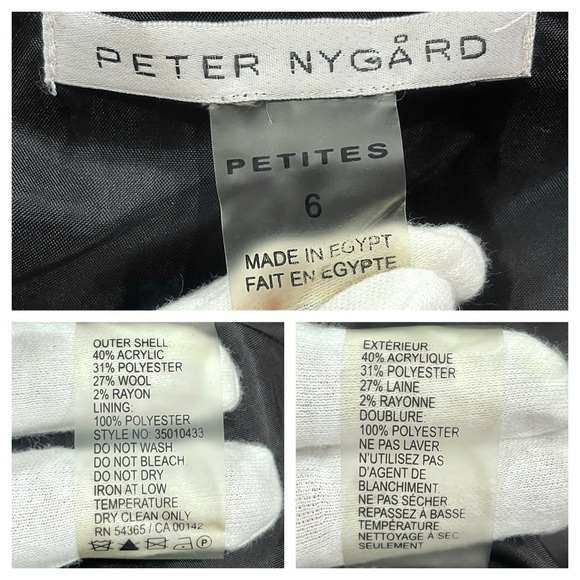 PETER NYGÅRD
PETITES
6
MADE IN EGYPT
FAIT EN EGYPTE
OUTER SHELL:
40% ACRYLIC
31% POLYESTER
27% WOOL
2% RAYON
LINING:
100% POLYESTER
STYLE NO: 35010433
DO NOT WASH
DO NOT BLEACH
DO NOT DRY
IRON AT LOW
TEMPERATURE
DRY CLEAN ONLY
RN 54365 / CA 00142
P
EXTÉRIEUR:
40% ACRYLIQUE
31% POLYESTER
27% LAINE
2% RAYONNE
DOUBLURE
100% POLYESTER
NE PAS LAVER
N'UTILISEZ PAS
D'AGENT DE
BLANCHIMENT
NE PAS SÉCHER
REPASSEZ À BASSE
TEMPÉRATURE
NETTOYAGE À SEC
SEULEMENT